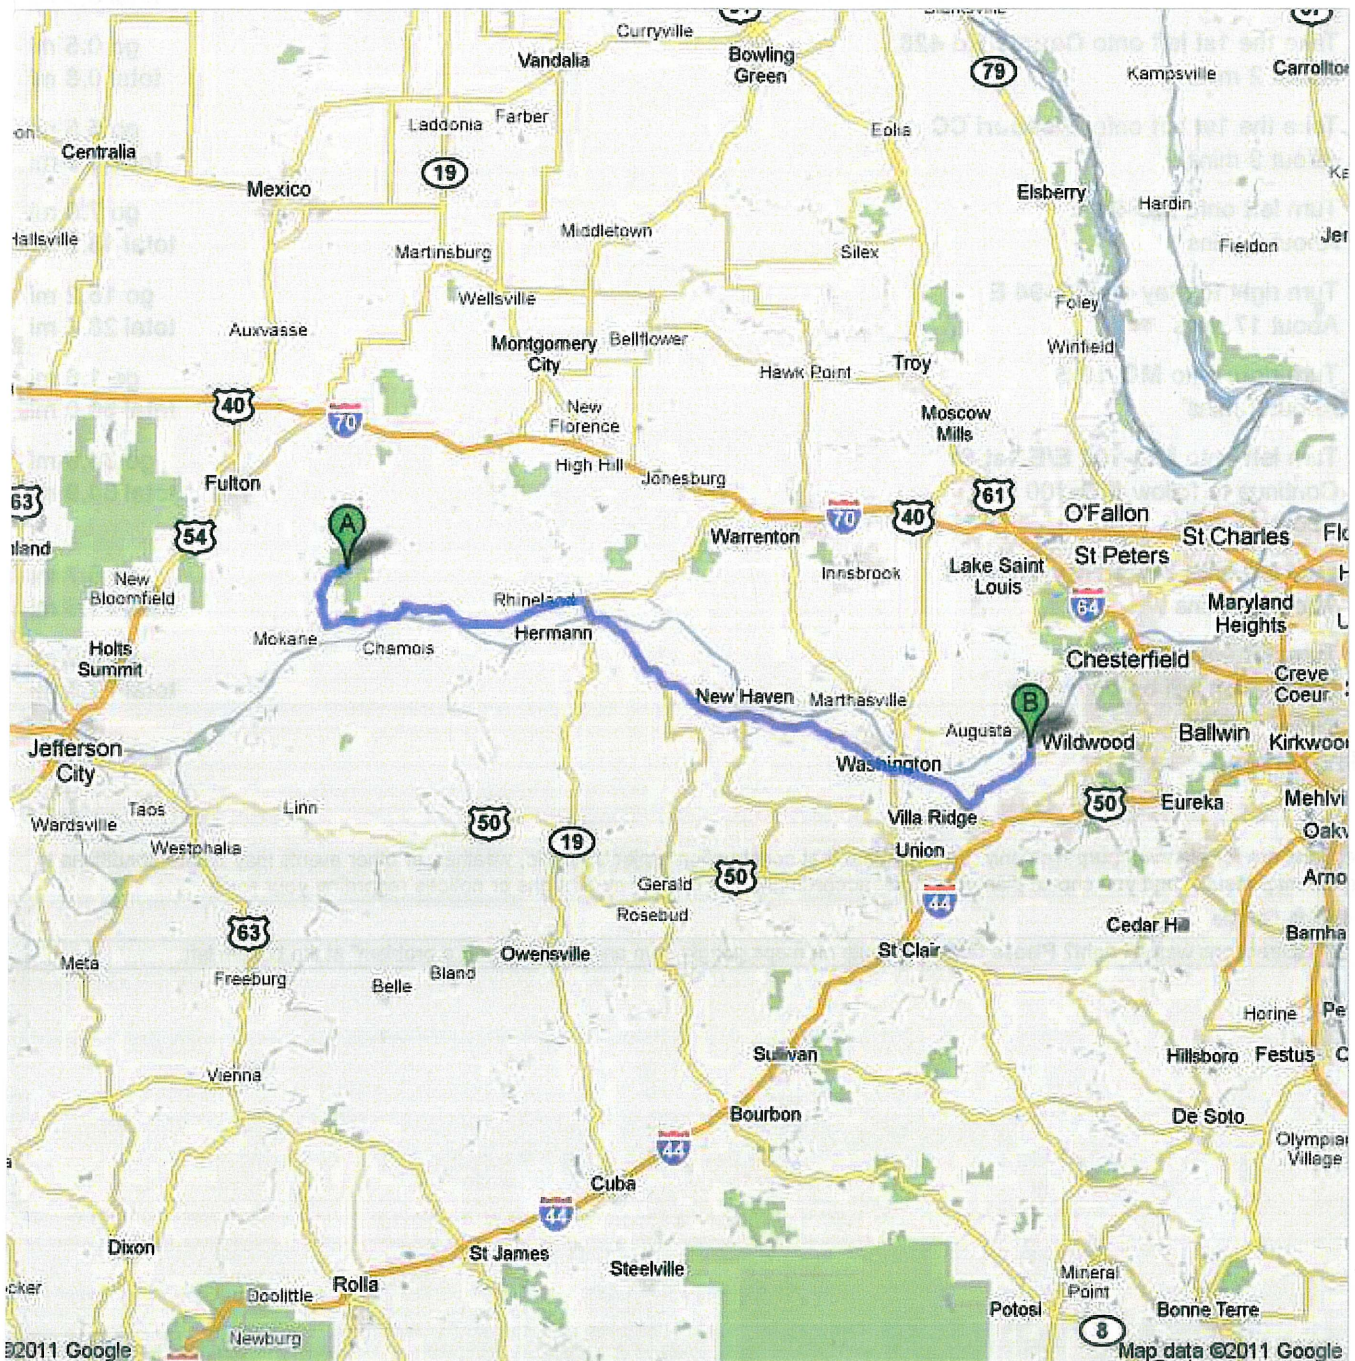 Curryville
Vandalia
Bowling
Green
79
Kampsville
Farber
Laddonia
Eolia
Centralia
19
Mexico
Elsberry
Hardin
Middletown
Martinsburg
Silex
Fieldon
Wellsville
Foley
Auxvasse
Montgomery
City
Bellflower
Winfield
Hawk Point
Troy
40
70
New
Florence
Moscow
Mills
High Hill
Jonesburg
Fulton
63
61
70
40
O'Fallon
A
54
Warrenton
St Charles
St Peters
Innsbrook
Lake Saint
Louis
New
Bloomfield
Rhineland
64
Maryland
Heights
Mokane
Hermann
Chamois
Holts
Summit
Chesterfield
Creve
Coeur
New Haven
Marthasville
B
Augusta
Wildwood
Ballwin
Jefferson
City
Washington
50
Eureka
Taos
Linn
Wardsville
50
Villa Ridge
19
Westphalia
Union
Gerald
50
Rosebud
44
Cedar Hill
63
Owensville
St Clair
Meta
Freeburg
Bland
Belle
Horine
Sullivan
Hillsboro
Festus
Vienna
Bourbon
De Soto
44
Olympian
Village
Cuba
44
Dixon
St James
Steelville
Rolla
Mineral
Point
Doolittle
Potosi
Bonne Terre
8
Newburg
©2011 Google
Map data ©2011 Google